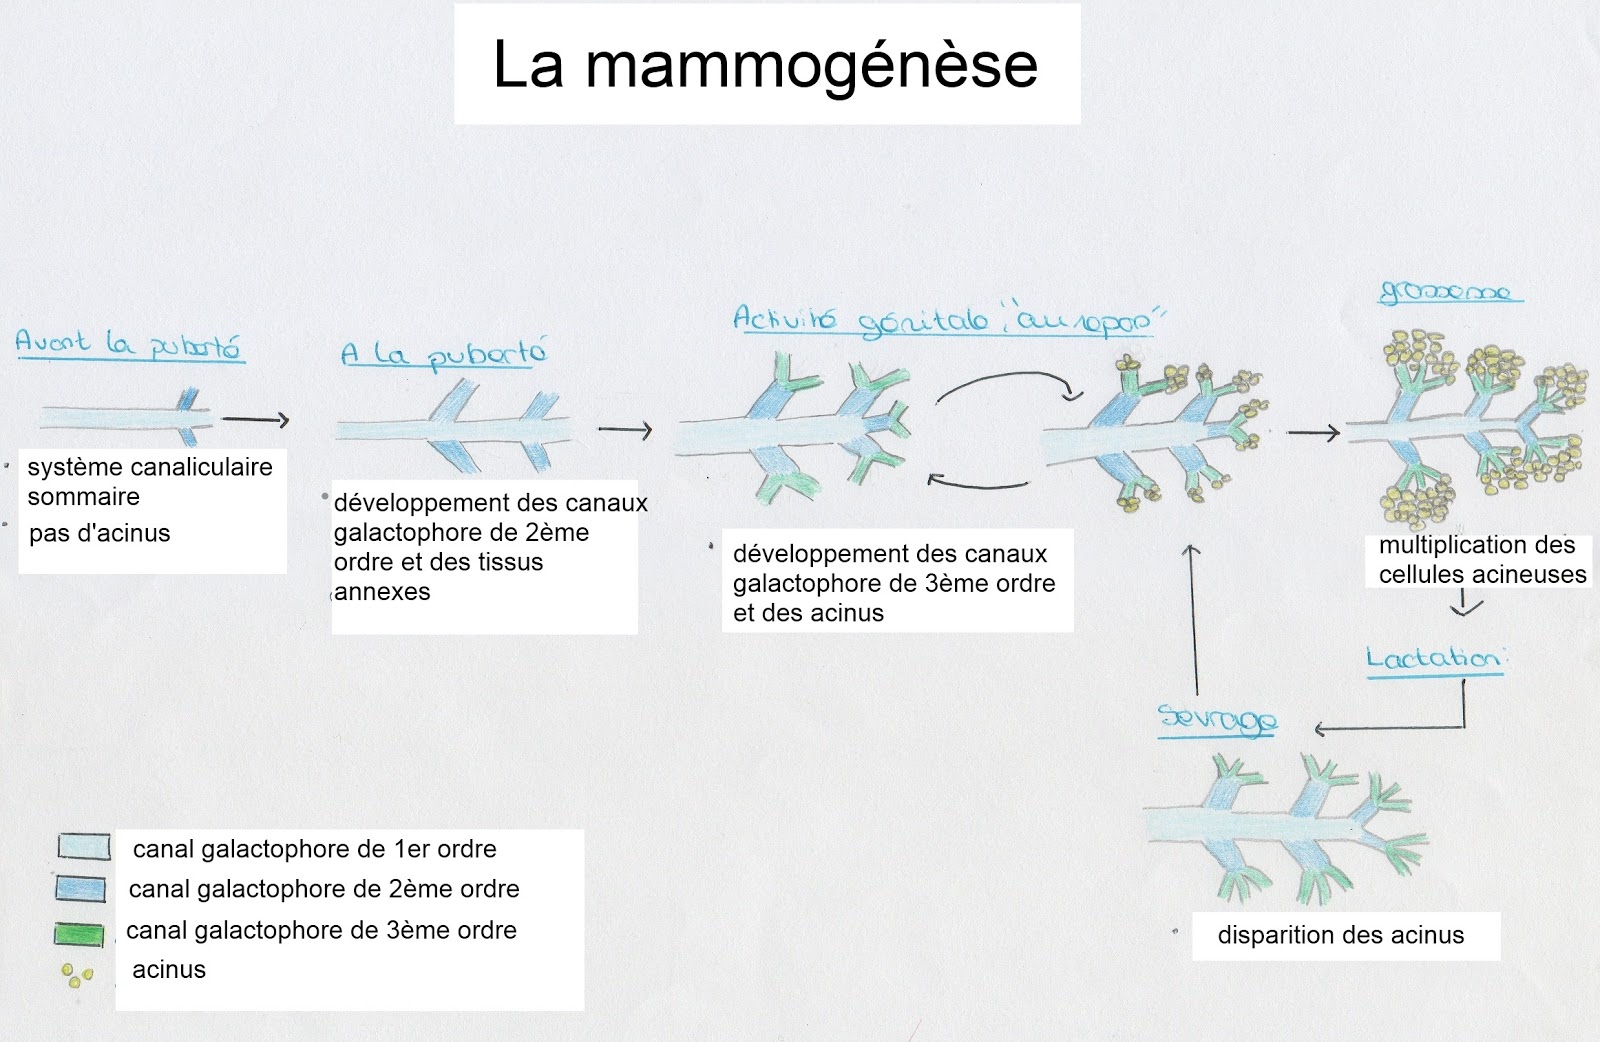 La mammogénèse
Avant la puberté
système canaliculaire
sommaire
pas d'acinus
A la puberté
développement des canaux
galactophore de 2ème
ordre et des tissus
annexes
Activité génitale "au repos"
développement des canaux
galactophore de 3ème ordre
et des acinus
grossesse
multiplication des
cellules acineuses
Lactation:
Sevrage
disparition des acinus
canal galactophore de 1er ordre
canal galactophore de 2ème ordre
canal galactophore de 3ème ordre
acinus